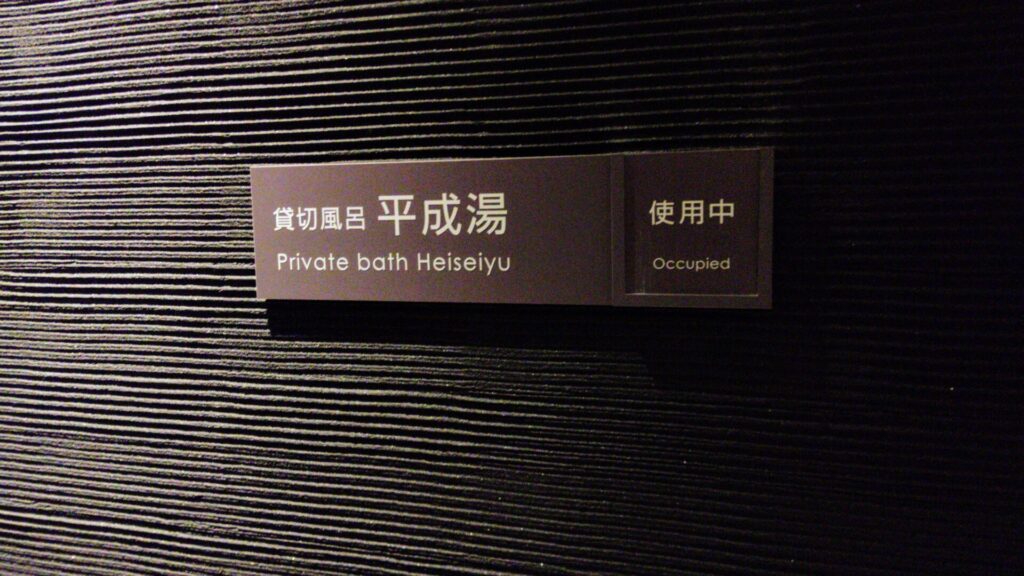 貸切風呂 平成湯
Private bath Heiseiyu
使用中
Occupied